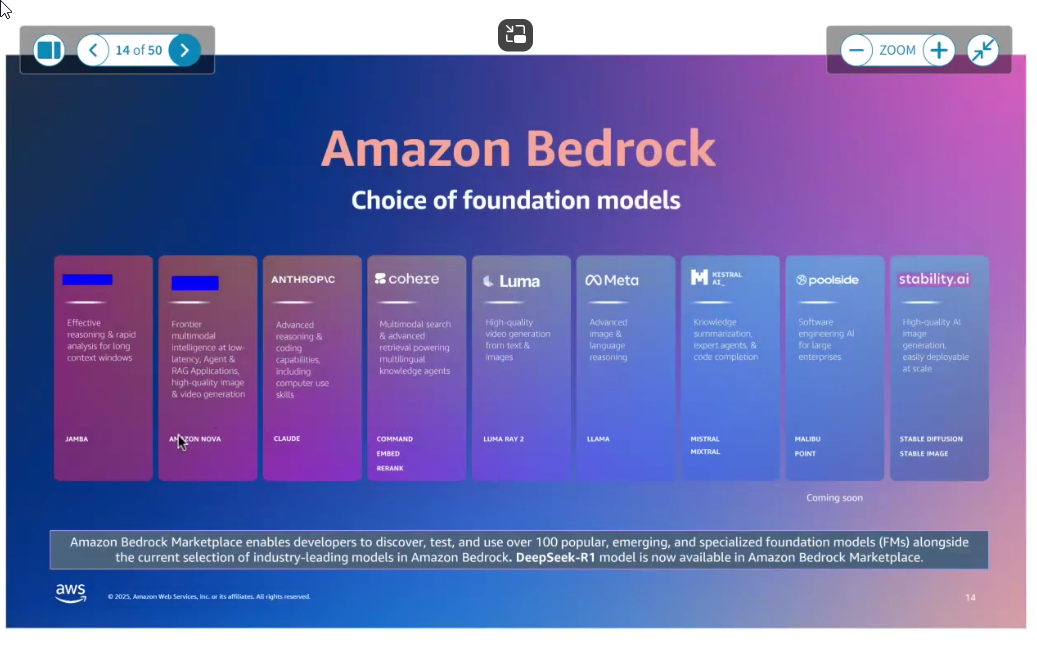 14 of 50
ZOOM
Amazon Bedrock
Choice of foundation models
Effective
reasoning & rapid
analysis for long
context windows
JAMBA
Frontier
multimodal
intelligence at low-
latency, Agent &
RAG Applications,
high-quality image
& video generation
AMAZON NOVA
ANTHROP\C
Advanced
reasoning &
coding
capabilities,
including
computer use
skills
CLAUDE
cohere
Multimodal search
& advanced
retrieval powering
multilingual
knowledge agents
COMMAND
EMBED
RERANK
Luma
High-quality
video generation
from text &
images
LUMA RAY 2
Meta
Advanced
image &
language
reasoning
LLAMA
MISTRAL
AI_
Knowledge
summarization,
expert agents, &
code completion
MISTRAL
MIXTRAL
poolside
Software
engineering AI
for large
enterprises
MALIBU
POINT
Coming soon
stability.ai
High-quality AI
image
generation,
easily deployable
at scale
STABLE DIFFUSION
STABLE IMAGE
Amazon Bedrock Marketplace enables developers to discover, test, and use over 100 popular, emerging, and specialized foundation models (FMs) alongside
the current selection of industry-leading models in Amazon Bedrock. DeepSeek-R1 model is now available in Amazon Bedrock Marketplace.
aws
© 2025, Amazon Web Services, Inc. or its affiliates. All rights reserved.
14